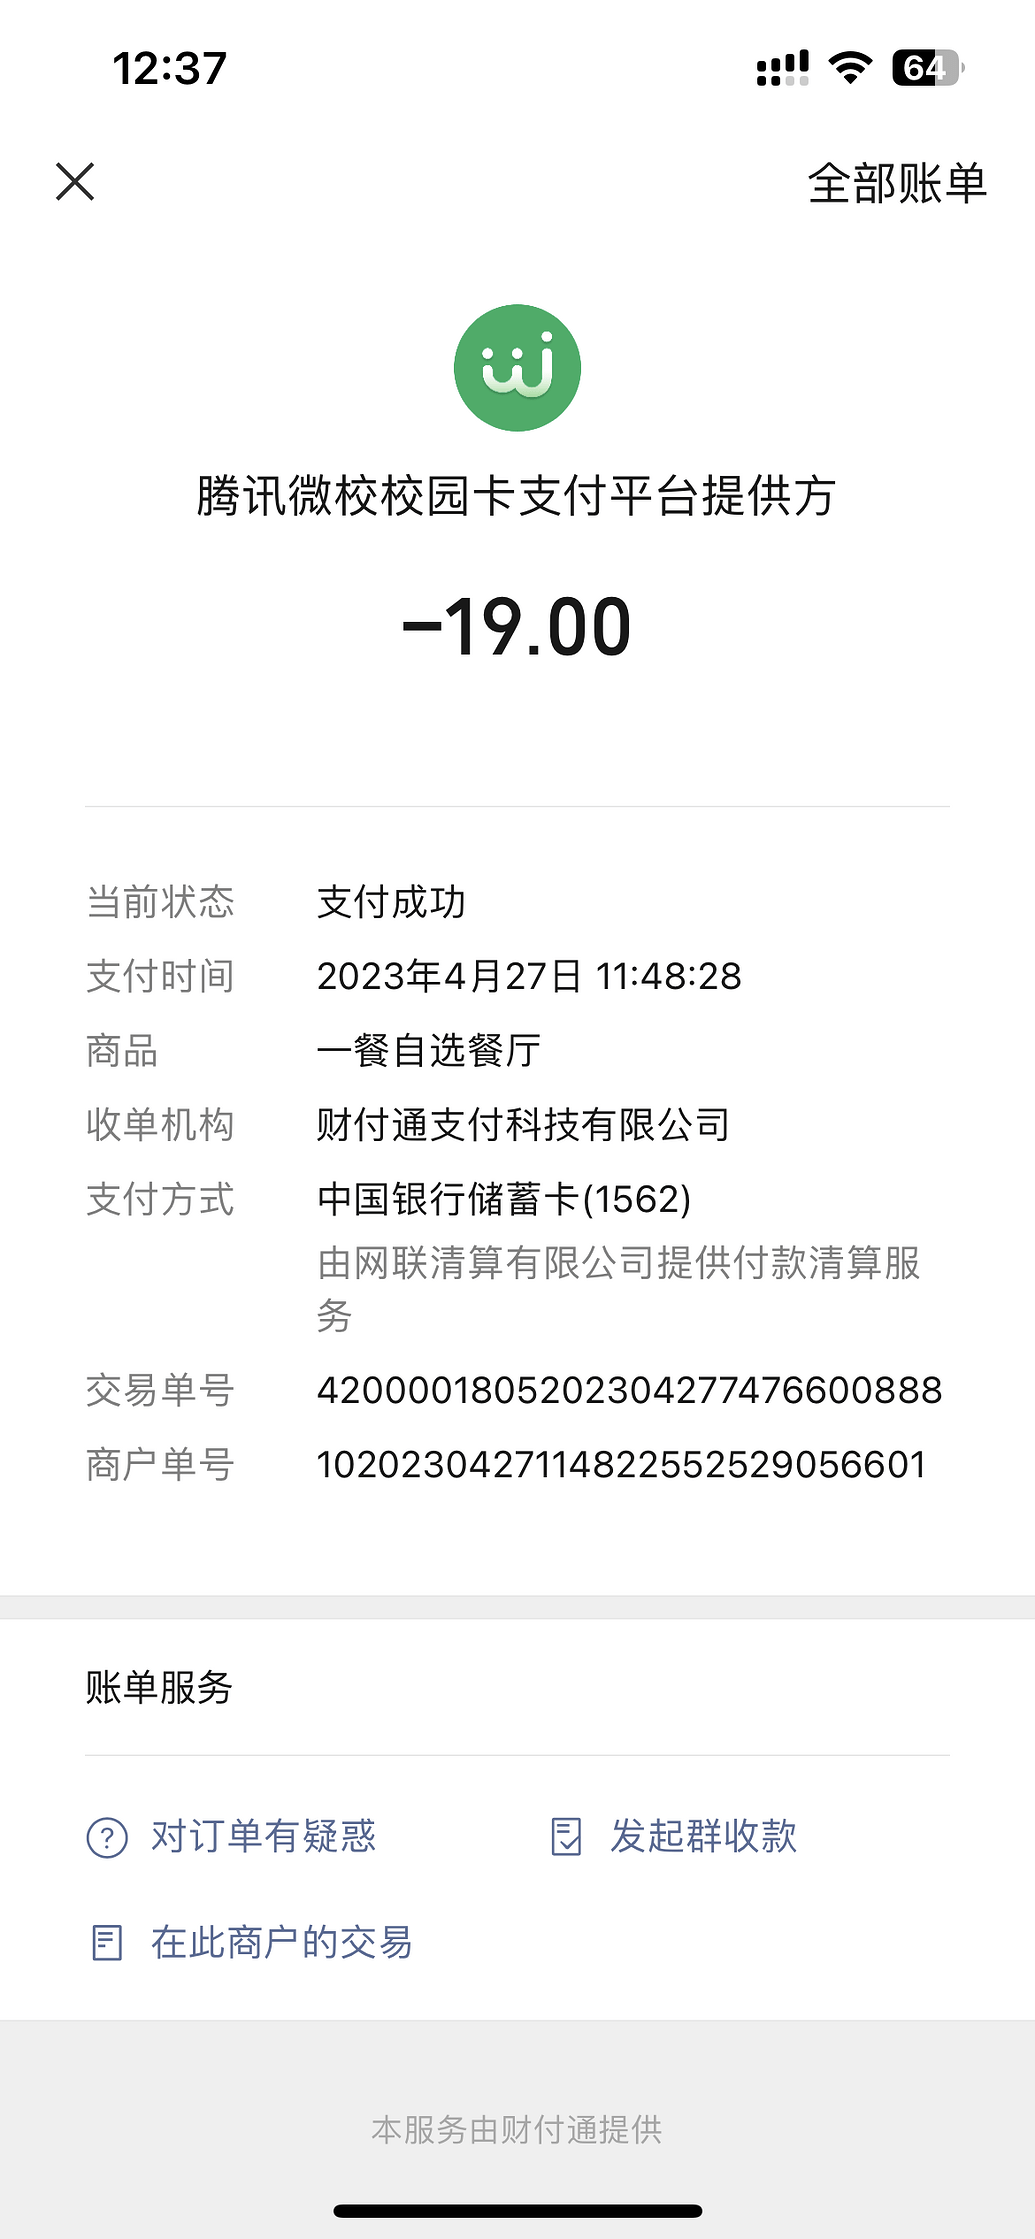 12:37
64
全部账单
腾讯微校校园卡支付平台提供方
-19.00
当前状态 支付成功
支付时间 2023年4月27日 11:48:28
商品 一餐自选餐厅
收单机构 财付通支付科技有限公司
支付方式 中国银行储蓄卡(1562)
由网联清算有限公司提供付款清算服
务
交易单号 4200001805202304277476600888
商户单号 1020230427114822552529056601
账单服务
对订单有疑惑 发起群收款
在此商户的交易
本服务由财付通提供